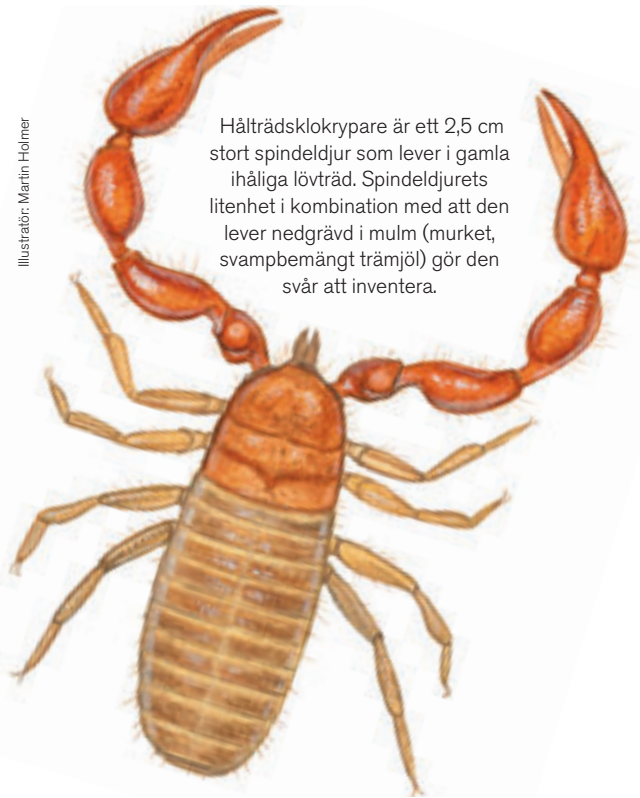 Illustratör: Martin Holmer
Hålträdsklokrypare är ett 2,5 cm
stort spindeldjur som lever i gamla
ihåliga lövträd. Spindeldjurets
litenhet i kombination med att den
lever nedgrävd i mulm (murket,
svampbemängt trämjöl) gör den
svår att inventera.